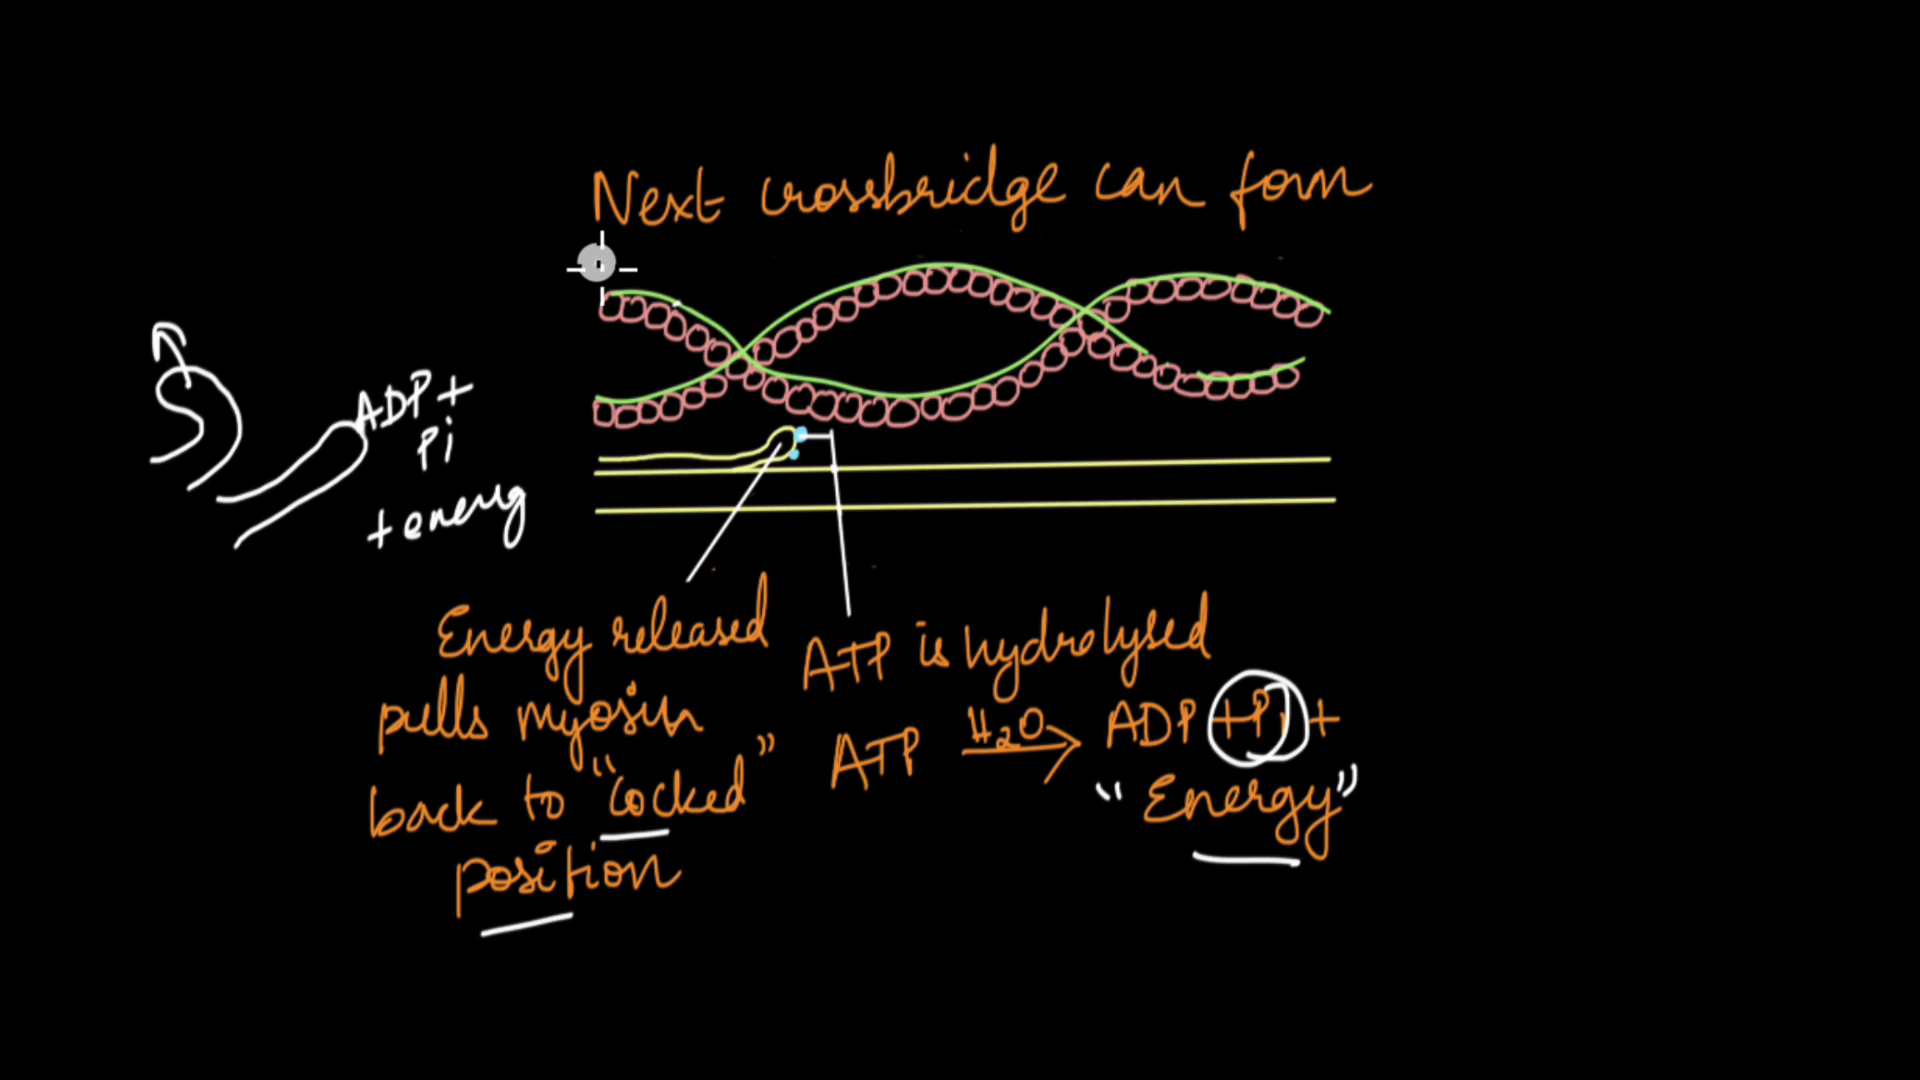 Next crossbridge can form
ADP +
Pi
+ energ
Energy released
pulls myosin
back to "cocked"
position
ATP is hydrolysed
ATP H₂O → ADP + Pi +
"Energy"